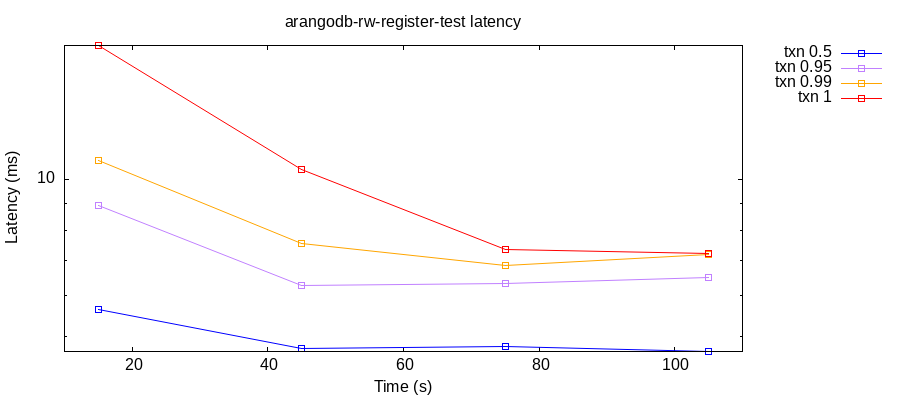 arangodb-rw-register-test latency
txn 0.5
txn 0.95
txn 0.99
txn 1
Latency (ms)
10
20
40
60
80
100
Time (s)